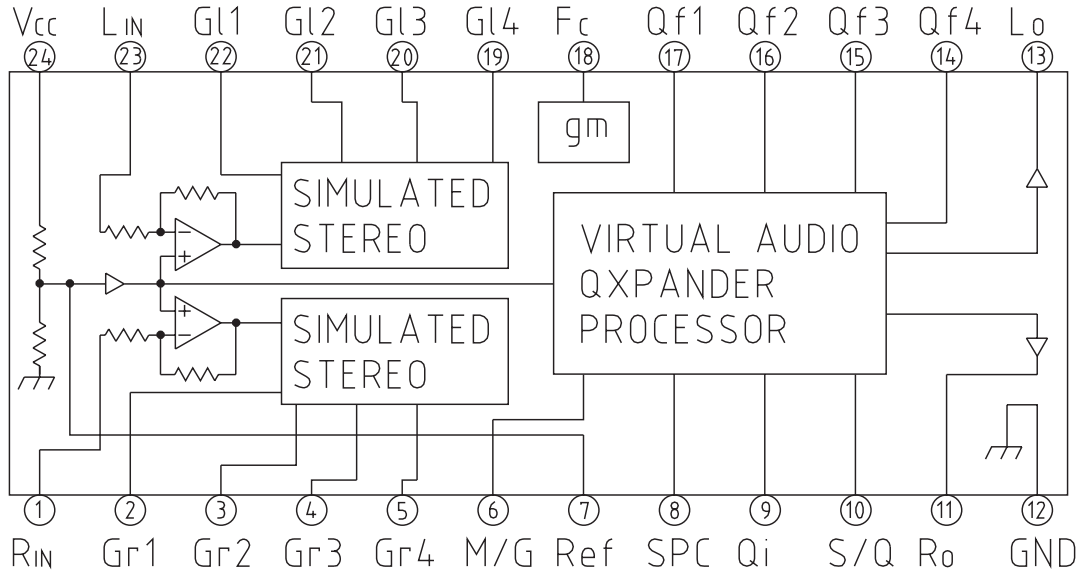 Vcc LIN Gl1 Gl2 Gl3 Gl4 Fc Qf1 Qf2 Qf3 Qf4 Lo
24 23 22 21 20 19 18 17 16 15 14 13
gm
SIMULATED
STEREO
VIRTUAL AUDIO
QXPANDER
PROCESSOR
SIMULATED
STEREO
1 2 3 4 5 6 7 8 9 10 11 12
RIN Gr1 Gr2 Gr3 Gr4 M/G Ref SPC Qi S/Q Ro GND